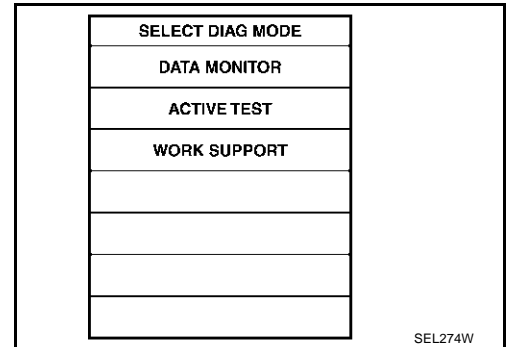 SELECT DIAG MODE
DATA MONITOR
ACTIVE TEST
WORK SUPPORT
SEL274W